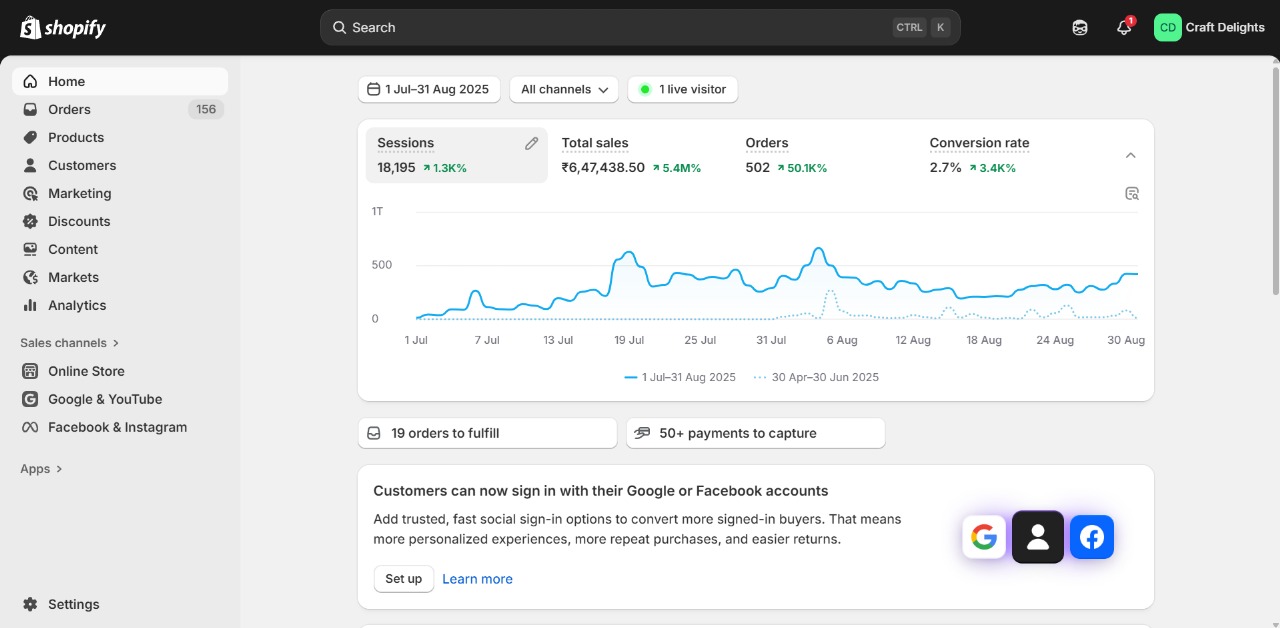 shopify
Search
CTRL K
1
CD
Craft Delights
Home
Orders
156
Products
Customers
Marketing
Discounts
Content
Markets
Analytics
Sales channels
Online Store
Google & YouTube
Facebook & Instagram
Apps
Settings
1 Jul–31 Aug 2025
All channels
1 live visitor
Sessions
18,195 1.3K%
Total sales
₹6,47,438.50 5.4M%
Orders
502 50.1K%
Conversion rate
2.7% 3.4K%
1T
500
0
1 Jul 7 Jul 13 Jul 19 Jul 25 Jul 31 Jul 6 Aug 12 Aug 18 Aug 24 Aug 30 Aug
1 Jul–31 Aug 2025 30 Apr–30 Jun 2025
19 orders to fulfill
50+ payments to capture
Customers can now sign in with their Google or Facebook accounts
Add trusted, fast social sign-in options to convert more signed-in buyers. That means
more personalized experiences, more repeat purchases, and easier returns.
Set up
Learn more